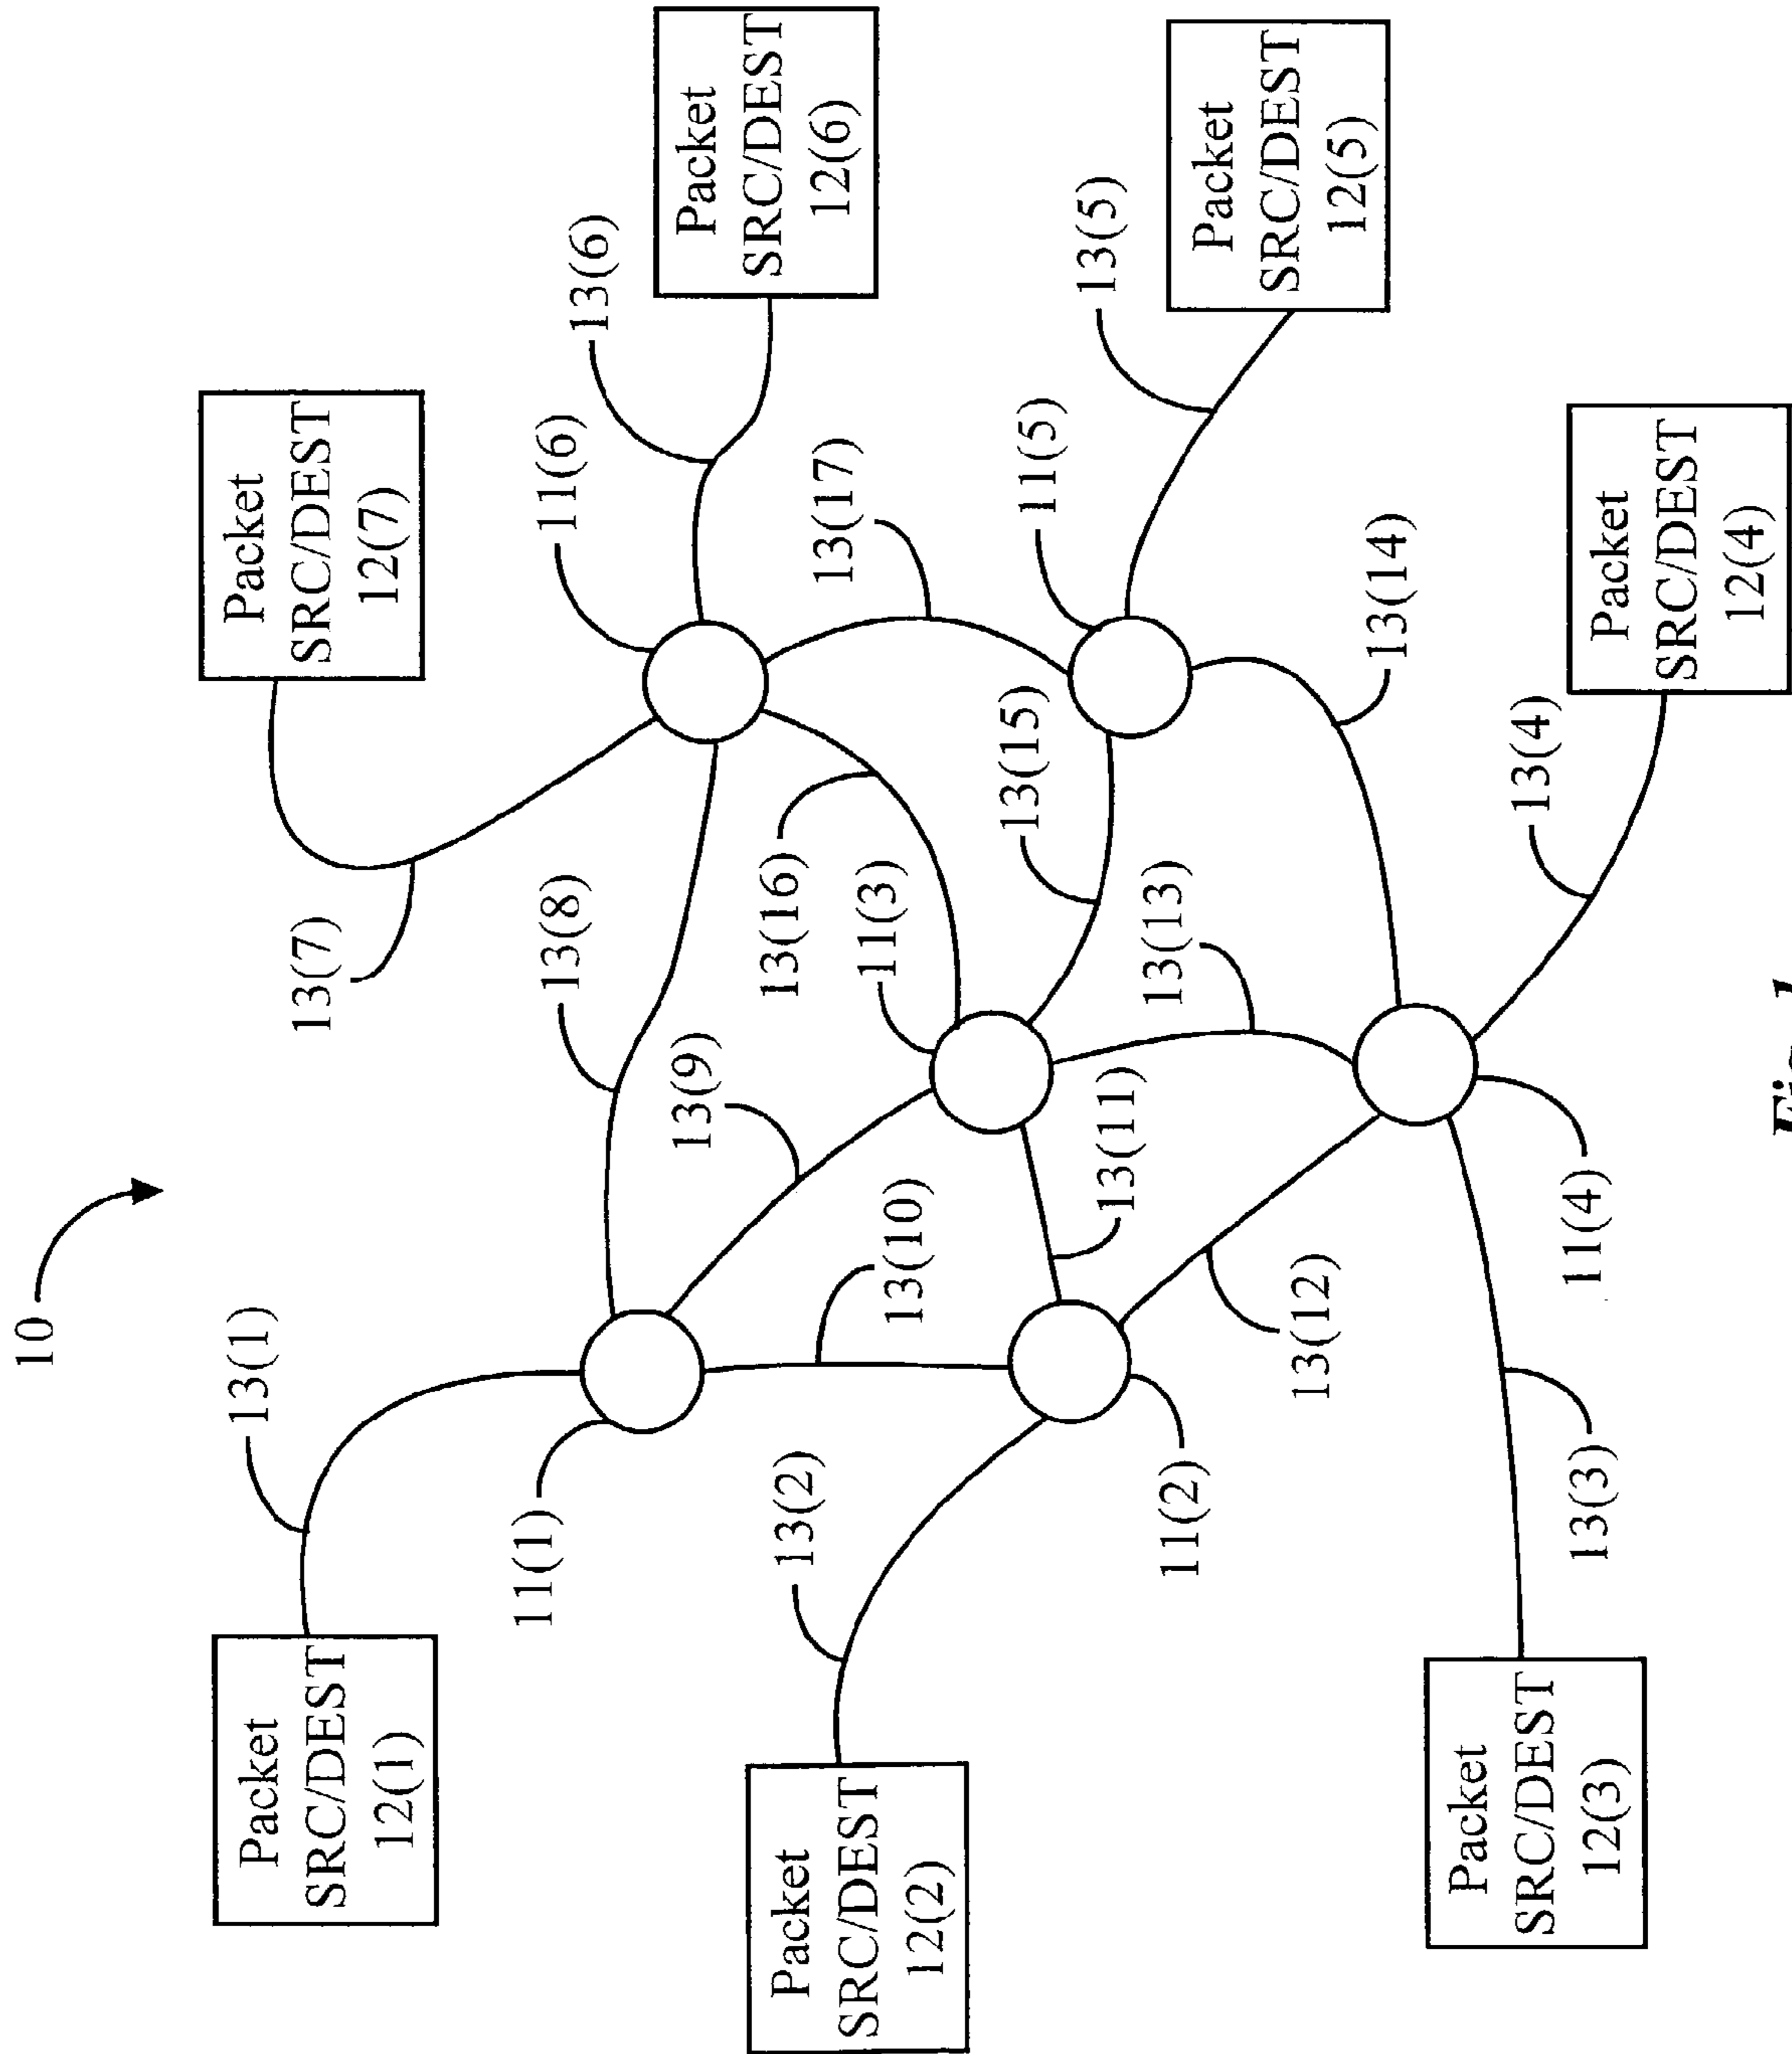 10
Packet
SRC/DEST
12(1)
13(1)
13(7)
Packet
SRC/DEST
12(7)
11(1)
13(8)
11(6)
13(6)
13(9)
Packet
SRC/DEST
12(6)
Packet
SRC/DEST
12(2)
13(2)
13(10)
13(16)
11(3)
13(17)
13(15)
11(5)
13(5)
11(2)
13(11)
13(13)
Packet
SRC/DEST
12(5)
13(12)
13(14)
Packet
SRC/DEST
12(3)
13(3)
11(4)
13(4)
Packet
SRC/DEST
12(4)